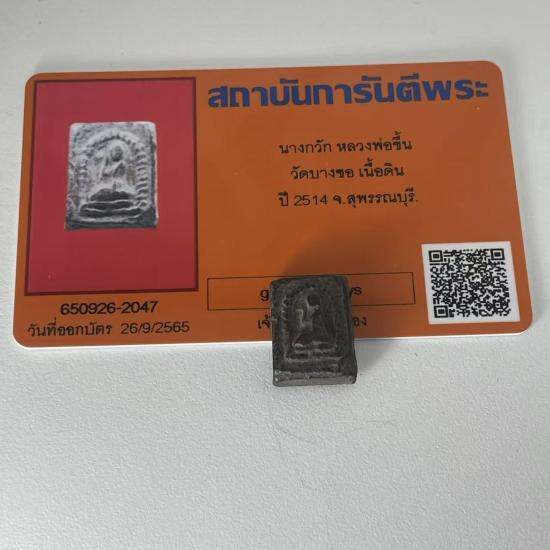 สถาบันการันตีพระ
นางกวัก หลวงพ่อขึ้น
วัดบางซอ เนื้อดิน
ปี 2514 จ.สุพรรณบุรี.
650926-2047
วันที่ออกบัตร 26/9/2565